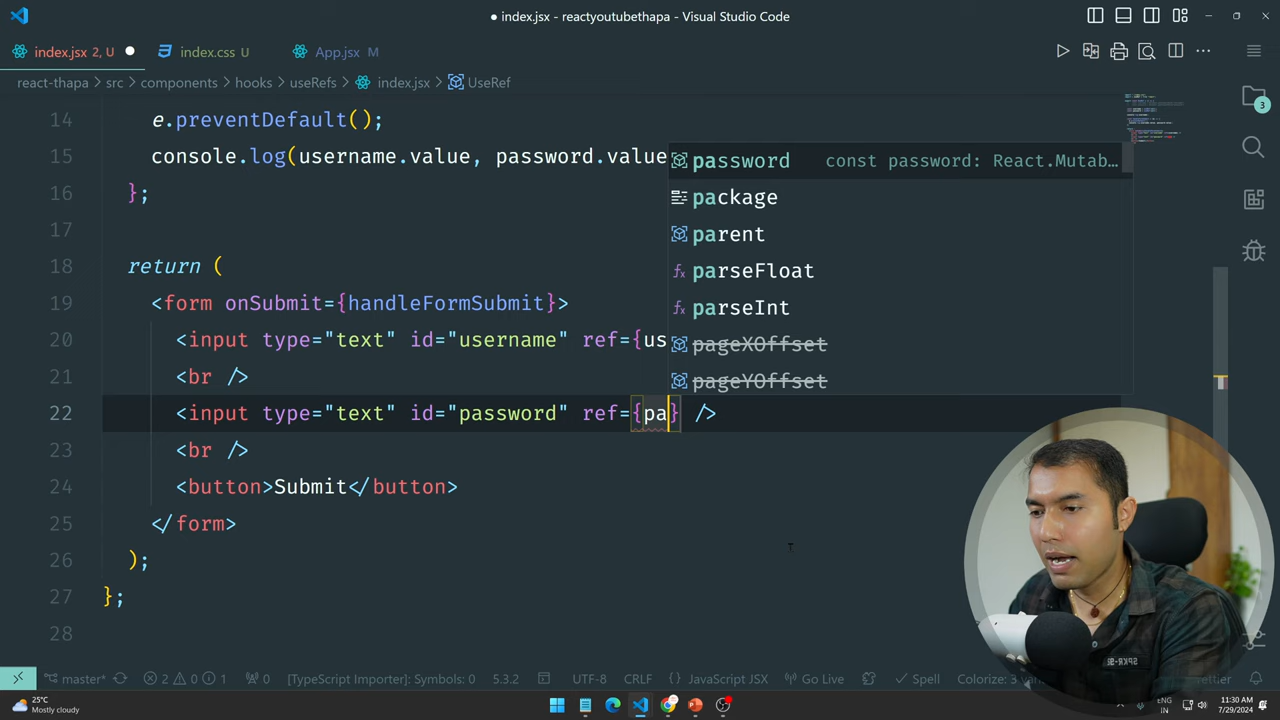 index.jsx - reactyoutubethapa - Visual Studio Code
index.jsx 2, U
index.css U
App.jsx M
react-thapa > src > components > hooks > useRefs > index.jsx > UseRef
14 e.preventDefault();
15 console.log(username.value, password.value
16 };
17
18 return (
19 <form onSubmit={handleFormSubmit}>
20 <input type="text" id="username" ref={us
21 <br />
22 <input type="text" id="password" ref={pa} />
23 <br />
24 <button>Submit</button>
25 </form>
26 );
27 };
28
password const password: React.Mutab…
package
parent
parseFloat
parseInt
pageXOffset
pageYOffset
3
master* 2 0 1 0 [TypeScript Importer]: Symbols: 0 5.3.2 UTF-8 CRLF {} JavaScript JSX Go Live Spell Colorize: 3
25°C
Mostly cloudy
ENG
IN
11:30 AM
7/29/2024